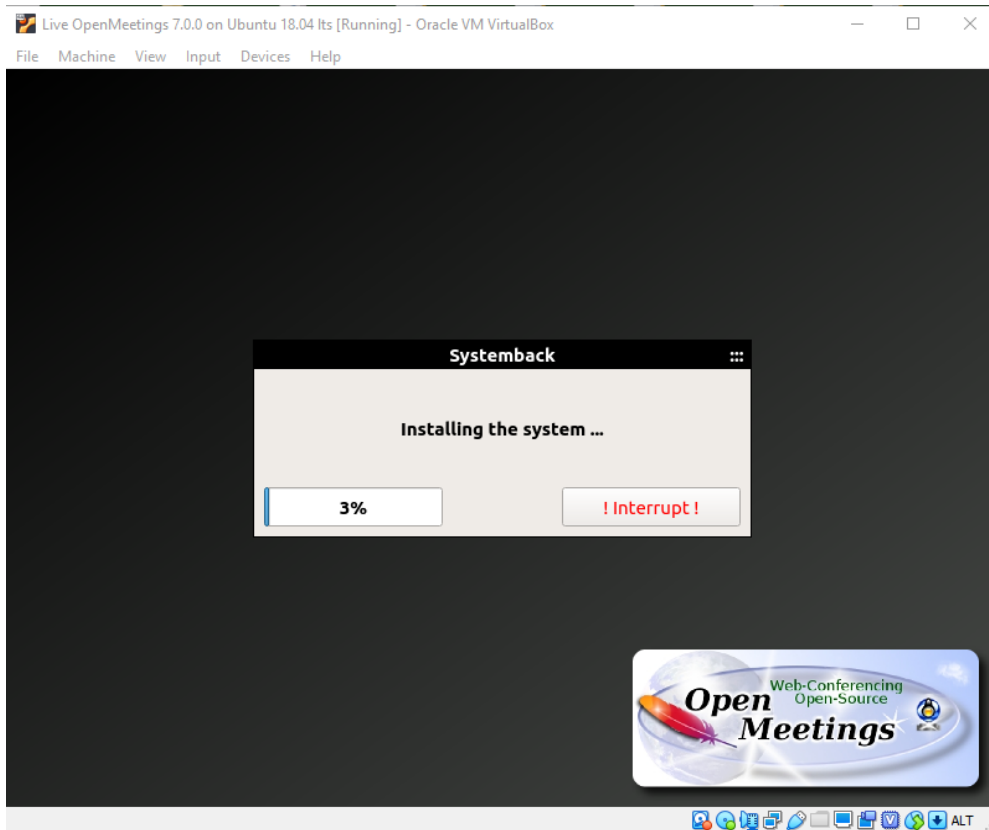 Live OpenMeetings 7.0.0 on Ubuntu 18.04 lts [Running] - Oracle VM VirtualBox
File Machine View Input Devices Help
Systemback
Installing the system ...
3% ! Interrupt !
Web-Conferencing
Open Open-Source
Meetings
ALT